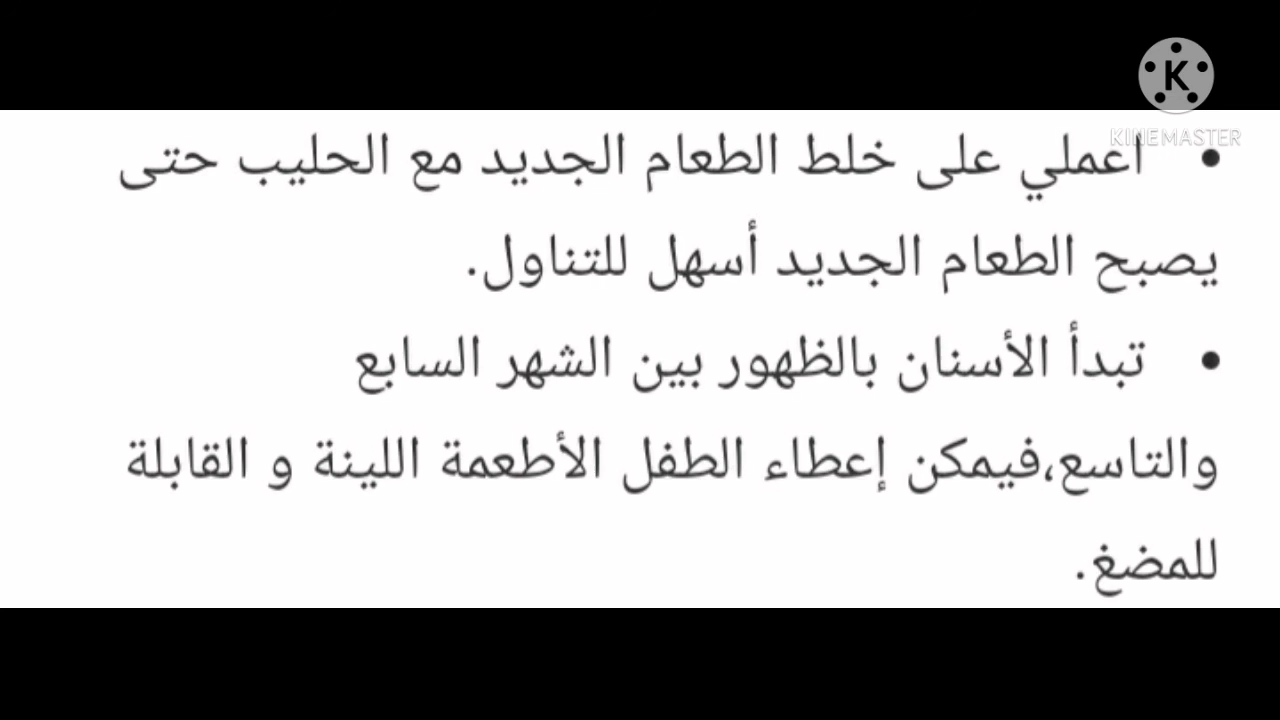 KINEMASTER
• اعملي على خلط الطعام الجديد مع الحليب حتى
يصبح الطعام الجديد أسهل للتناول.
• تبدأ الأسنان بالظهور بين الشهر السابع
والتاسع،فيمكن إعطاء الطفل الأطعمة اللينة و القابلة
للمضغ.